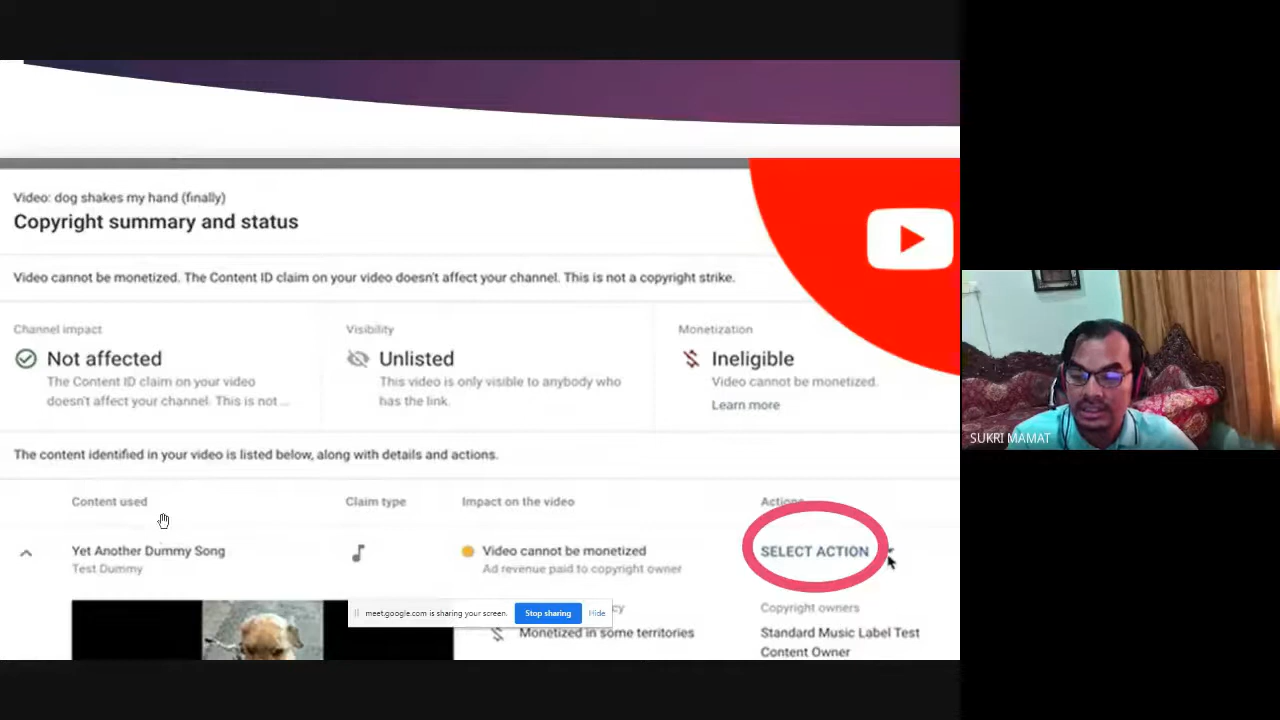 Video: dog shakes my hand (finally)
Copyright summary and status
Video cannot be monetized. The Content ID claim on your video doesn't affect your channel. This is not a copyright strike.
Channel impact
Not affected
The Content ID claim on your video
doesn't affect your channel. This is not ...
Visibility
Unlisted
This video is only visible to anybody who
has the link.
Monetization
Ineligible
Video cannot be monetized.
Learn more
The content identified in your video is listed below, along with details and actions.
Content used
Claim type
Impact on the video
Actions
Yet Another Dummy Song
Test Dummy
Video cannot be monetized
Ad revenue paid to copyright owner
SELECT ACTION
meet.google.com is sharing your screen.
Stop sharing
Hide
Monetized in some territories
Copyright owners
Standard Music Label Test
Content Owner
SUKRI MAMAT